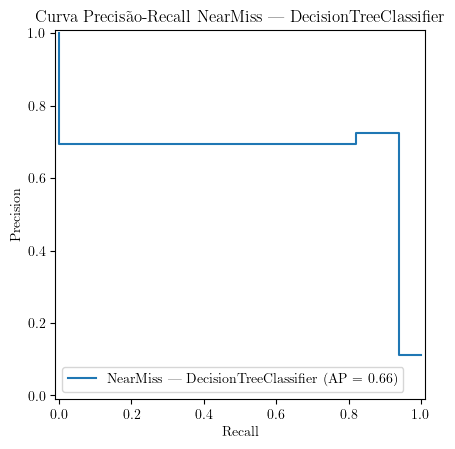 Curva Precisão-Recall NearMiss — DecisionTreeClassifier
1.0
0.8
0.6
0.4
0.2
0.0
Precision
NearMiss — DecisionTreeClassifier (AP = 0.66)
0.0 0.2 0.4 0.6 0.8 1.0
Recall